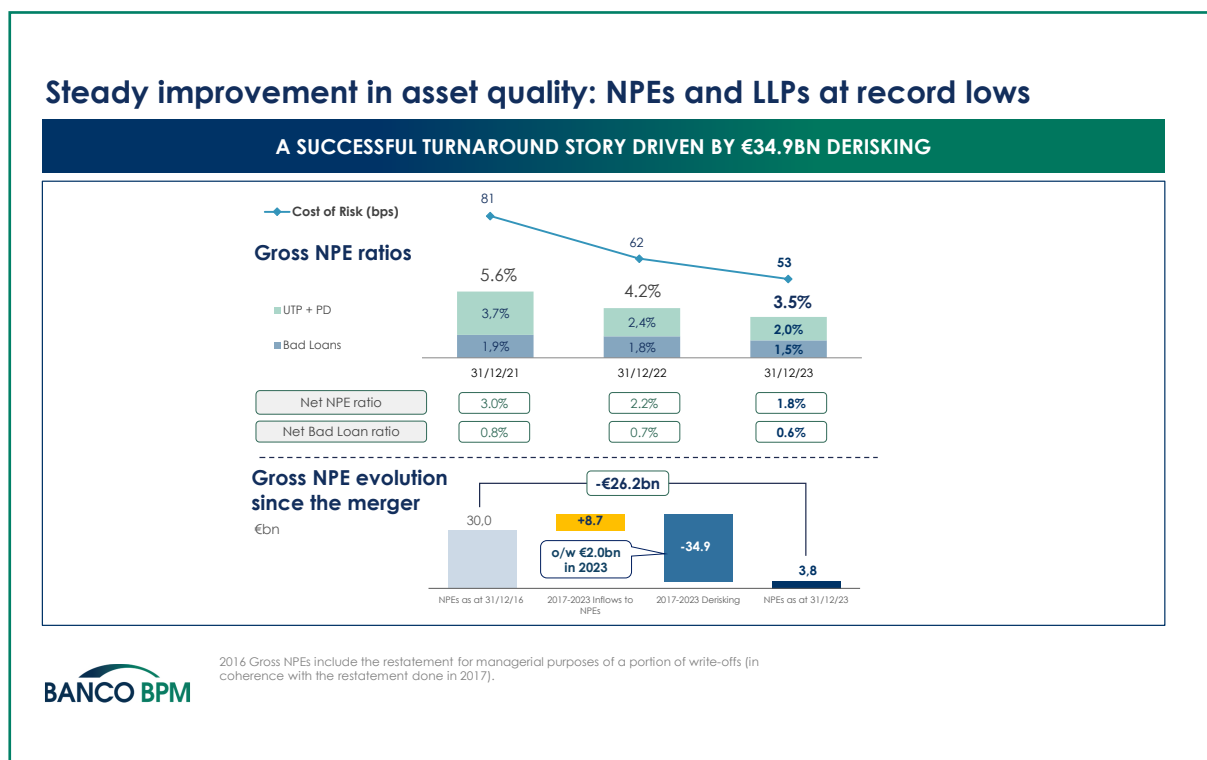 Steady improvement in asset quality: NPEs and LLPs at record lows
A SUCCESSFUL TURNAROUND STORY DRIVEN BY €34.9BN DERISKING
Cost of Risk (bps)
81
62
53
Gross NPE ratios
5.6%
4.2%
3.5%
UTP + PD
3,7%
2,4%
2,0%
Bad Loans
1,9%
1,8%
1,5%
31/12/21
31/12/22
31/12/23
Net NPE ratio
3.0%
2.2%
1.8%
Net Bad Loan ratio
0.8%
0.7%
0.6%
Gross NPE evolution
since the merger
€bn
-€26.2bn
30,0
+8.7
-34.9
o/w €2.0bn
in 2023
3,8
NPEs as at 31/12/16
2017-2023 Inflows to
NPEs
2017-2023 Derisking
NPEs as at 31/12/23
2016 Gross NPEs include the restatement for managerial purposes of a portion of write-offs (in
coherence with the restatement done in 2017).
BANCO BPM